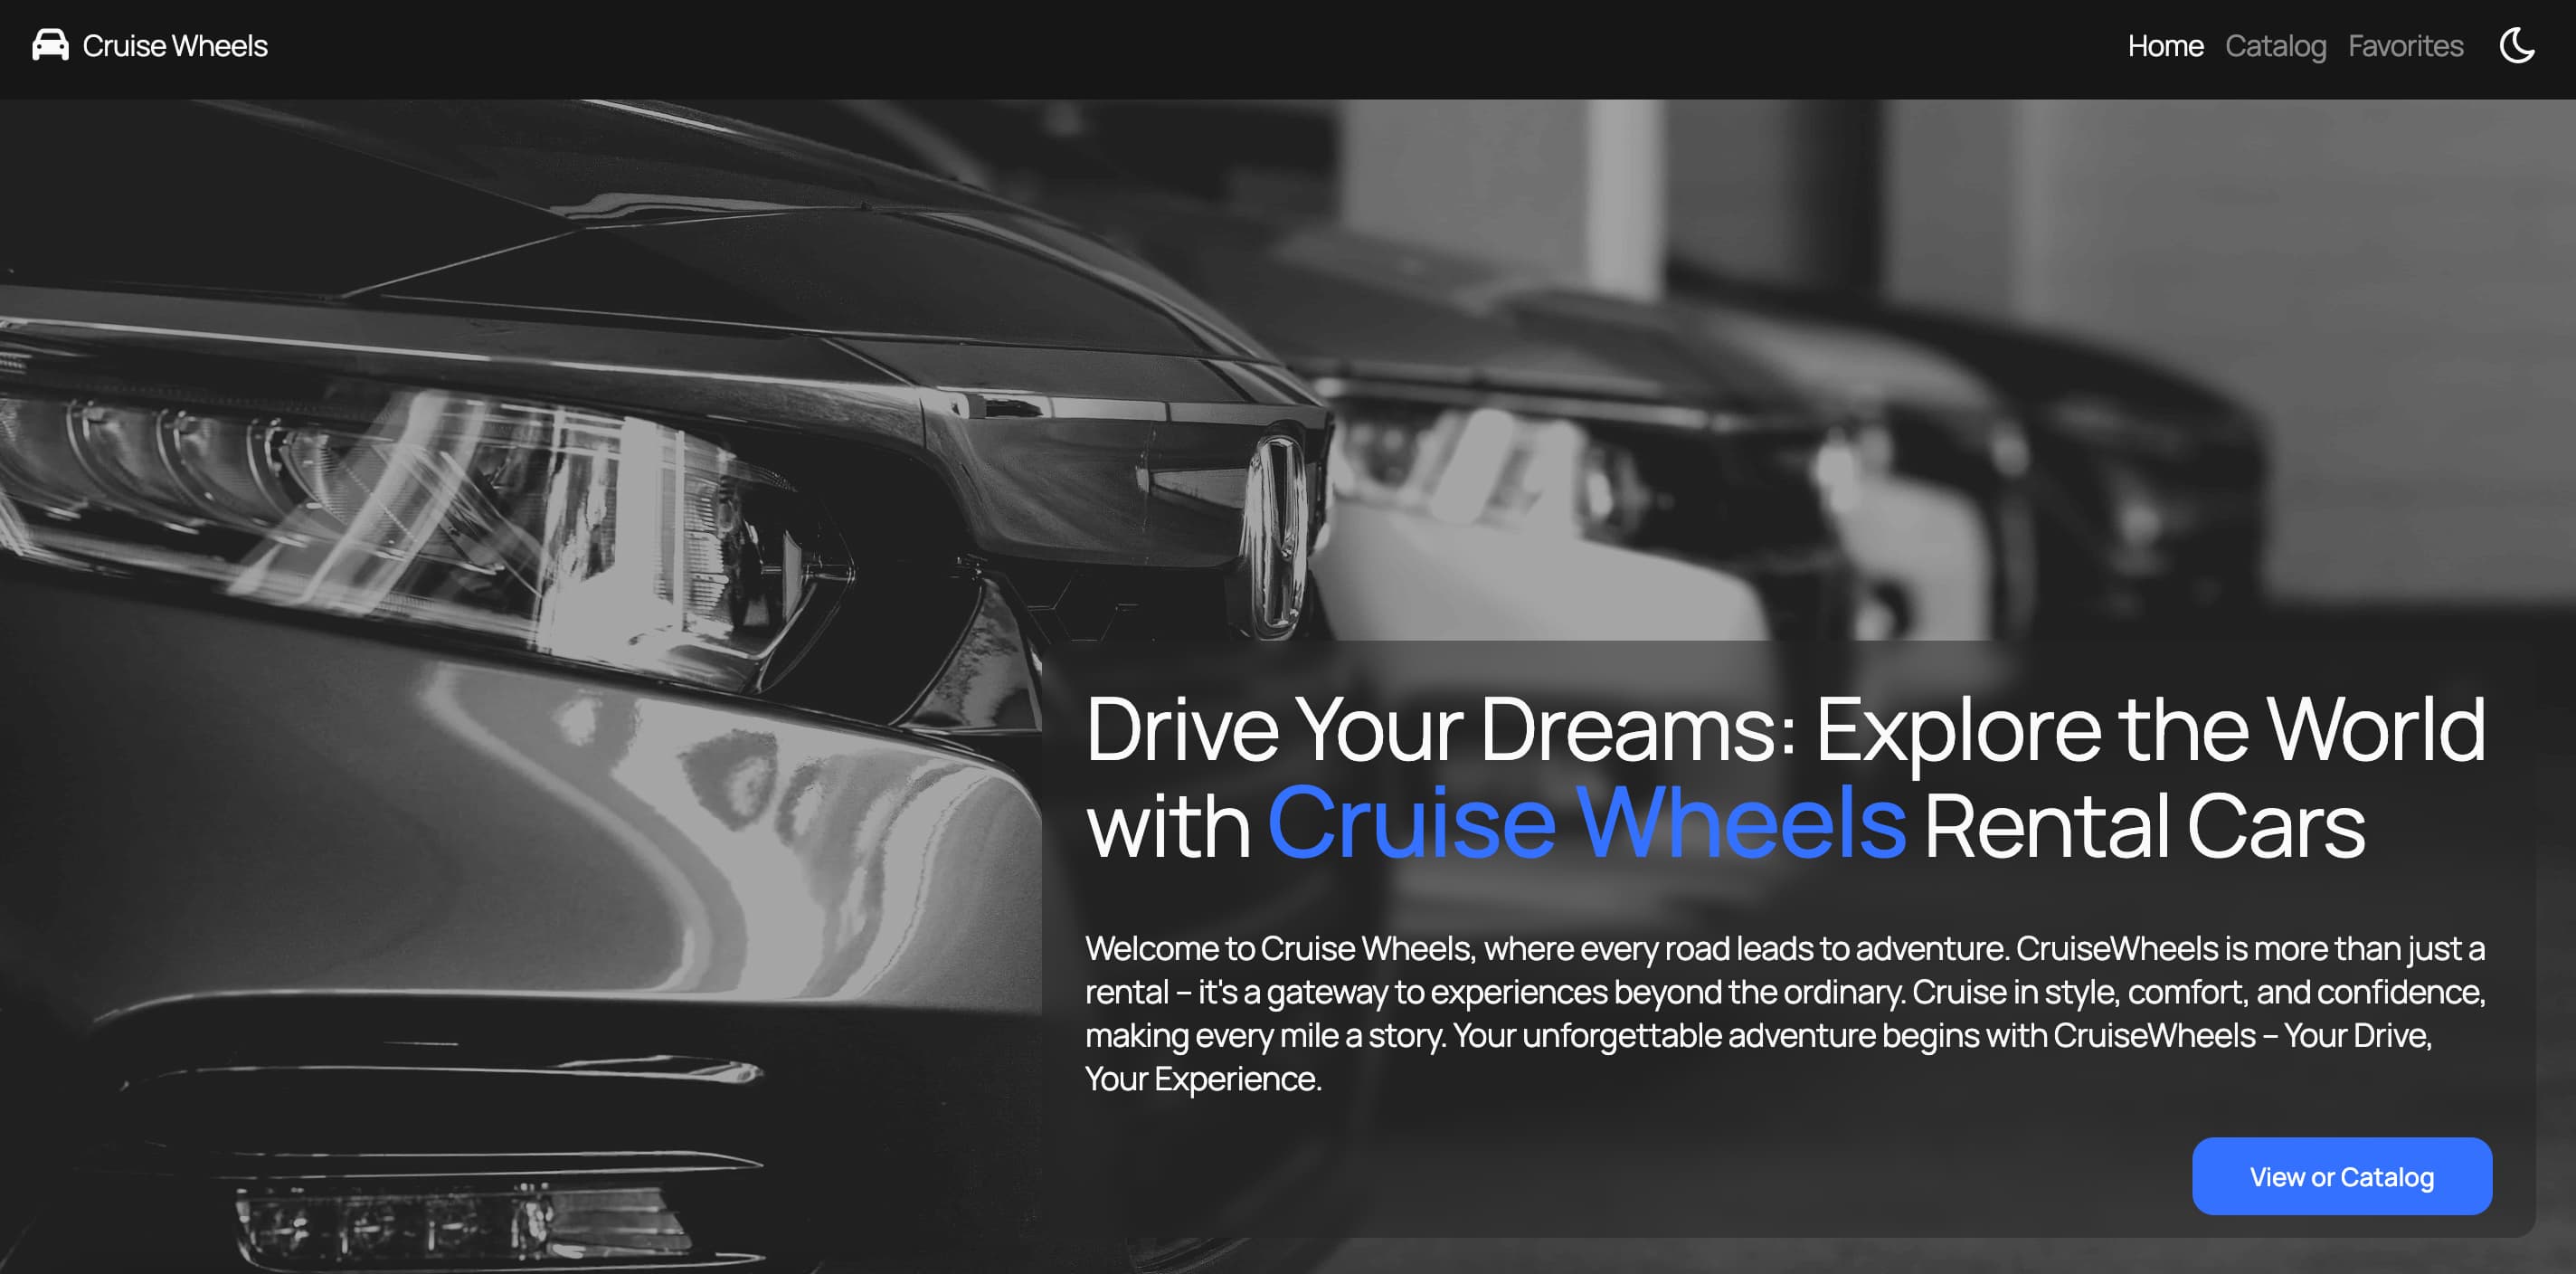 Cruise Wheels
Home Catalog Favorites
Drive Your Dreams: Explore the World
with Cruise Wheels Rental Cars
Welcome to Cruise Wheels, where every road leads to adventure. CruiseWheels is more than just a
rental – it's a gateway to experiences beyond the ordinary. Cruise in style, comfort, and confidence,
making every mile a story. Your unforgettable adventure begins with CruiseWheels – Your Drive,
Your Experience.
View or Catalog